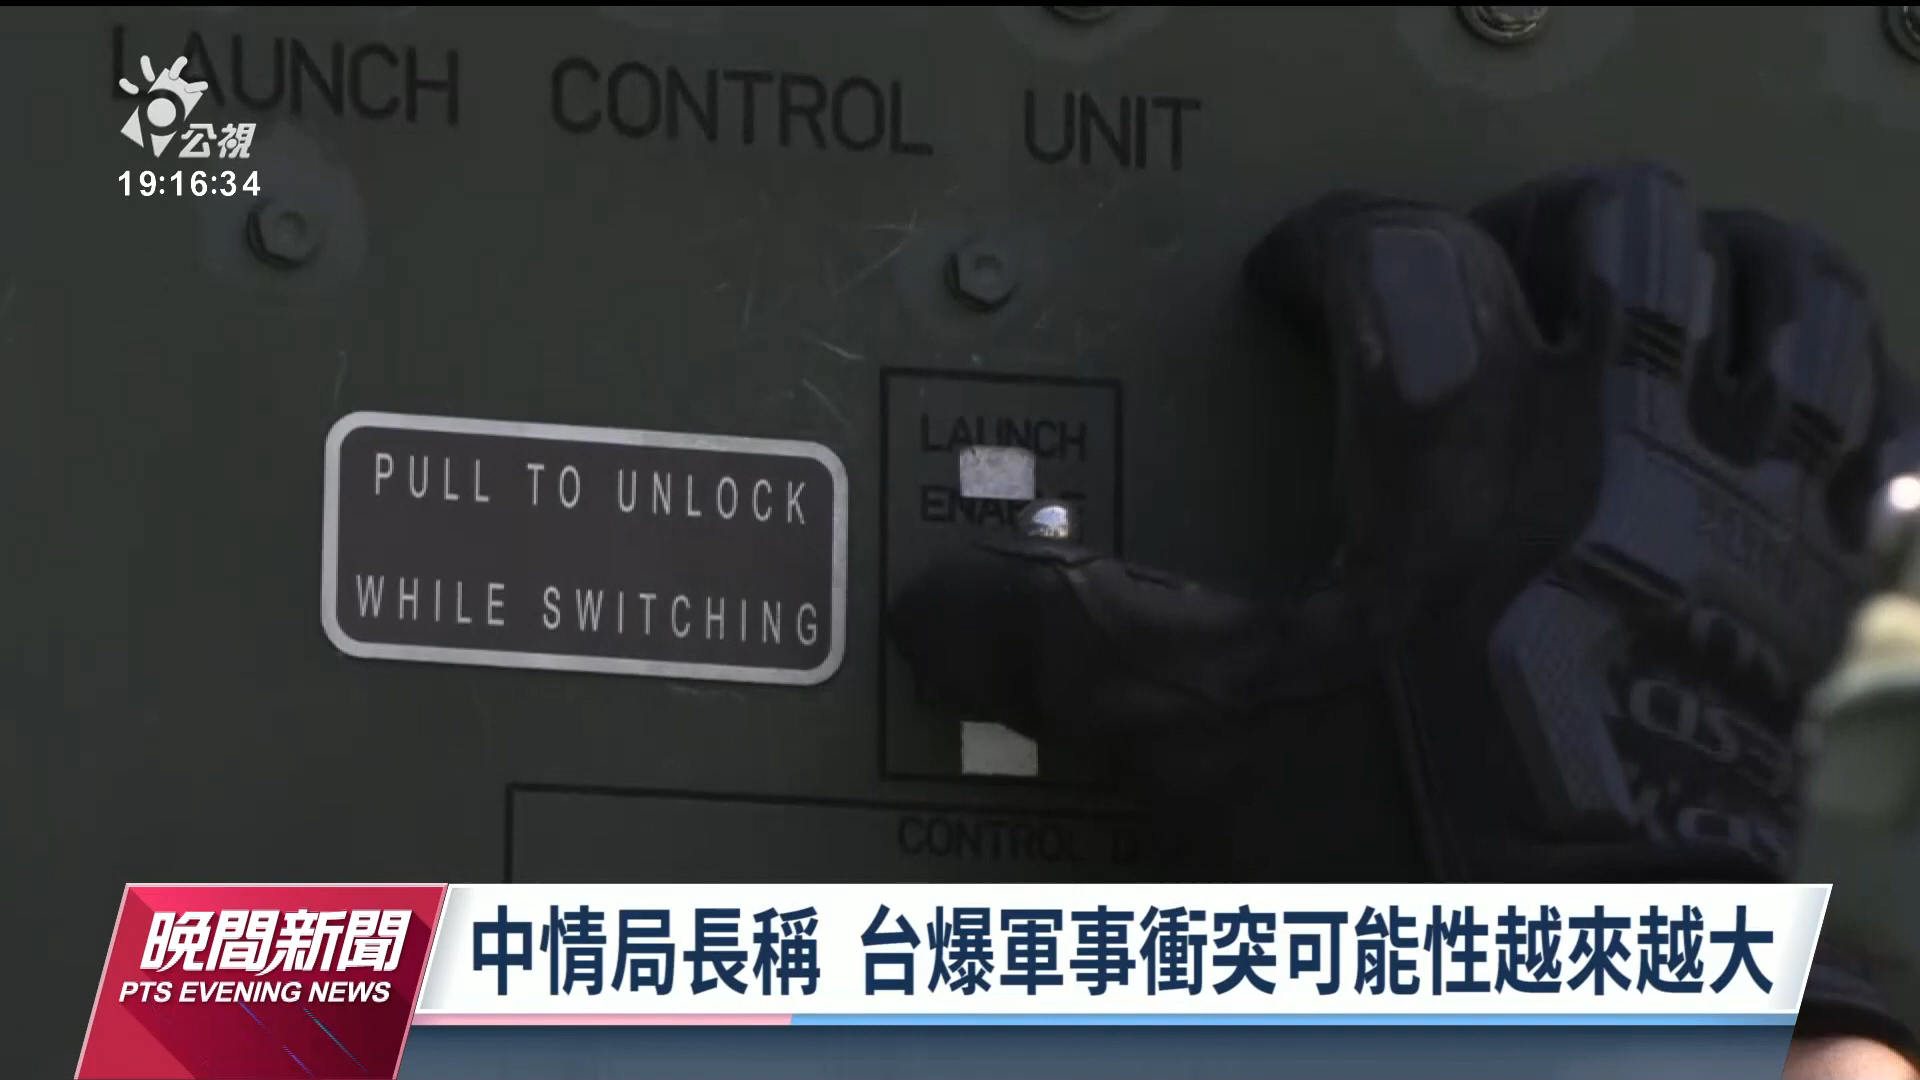 LAUNCH CONTROL UNIT
公視
19:16:34
LAUNCH
PULL TO UNLOCK
WHILE SWITCHING
CONTROL
晚間新聞
PTS EVENING NEWS
中情局長稱 台爆軍事衝突可能性越來越大